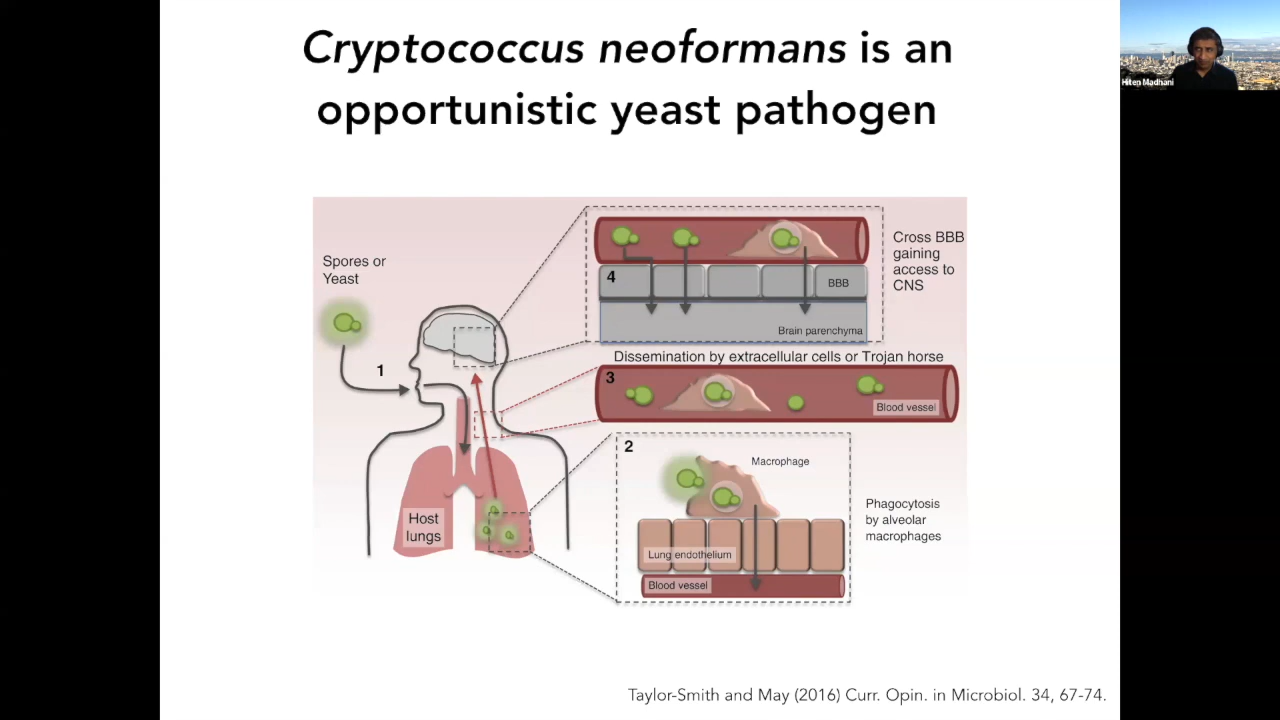 Cryptococcus neoformans is an
opportunistic yeast pathogen
Hiten Madhani
Spores or
Yeast
1
Host
lungs
4
BBB
Brain parenchyma
Cross BBB
gaining
access to
CNS
Dissemination by extracellular cells or Trojan horse
3
Blood vessel
2
Macrophage
Lung endothelium
Blood vessel
Phagocytosis
by alveolar
macrophages
Taylor-Smith and May (2016) Curr. Opin. in Microbiol. 34, 67-74.